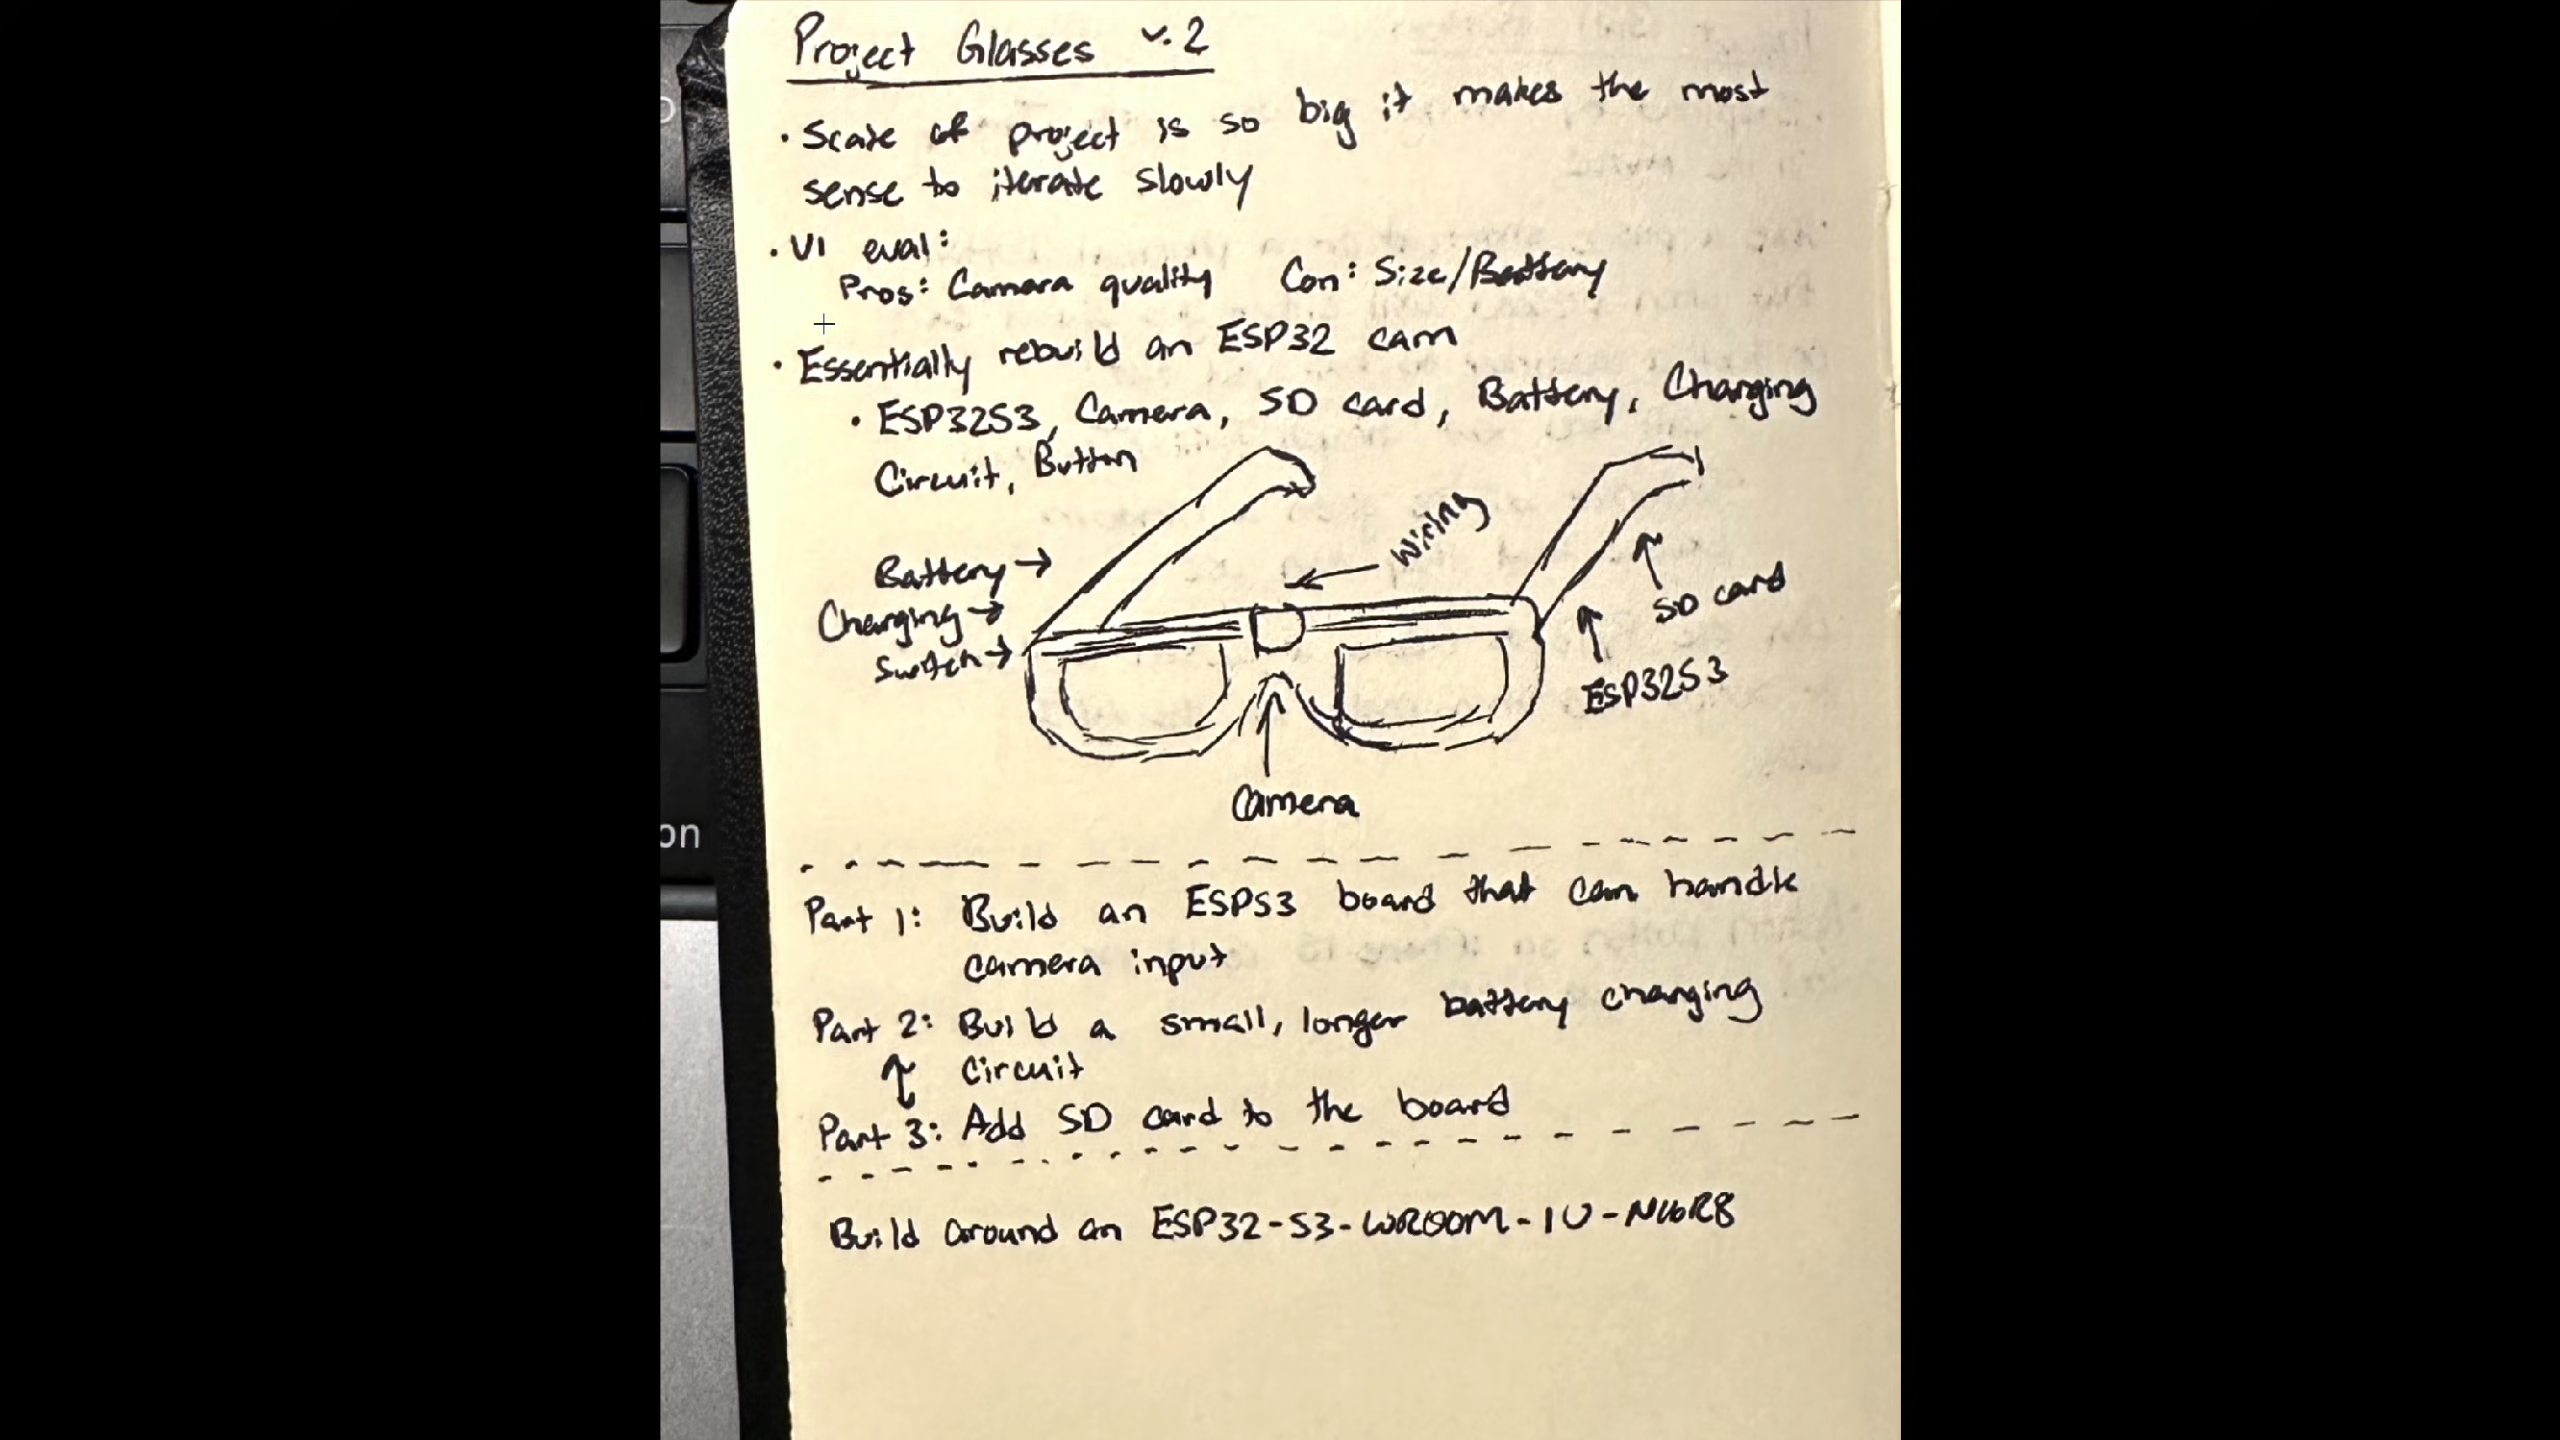 Project Glasses v.2
• Scale of project is so big it makes the most
sense to iterate slowly
• V1 eval:
Pros: Camera quality Con: Size/Battery
• Essentially rebuild an ESP32 cam
• ESP32S3, Camera, SD card, Battery, Charging
Circuit, Button
Wiring
Battery →
Charging →
Switch →
SD card
ESP32S3
Camera
on
Part 1: Build an ESPS3 board that can handle
camera input
Part 2: Build a small, longer battery charging
circuit
Part 3: Add SD card to the board
Build around an ESP32-S3-WROOM-1U-N16R8